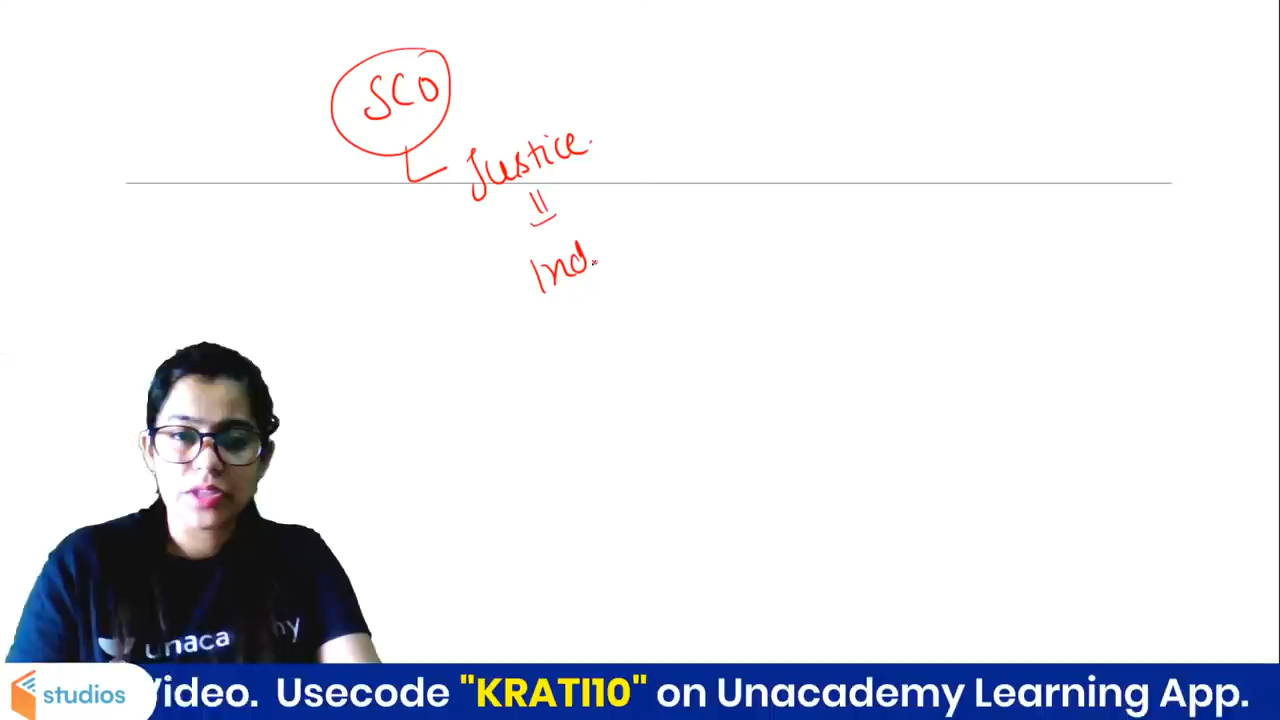 SCO
Justice.
Ind
unacademy
studios
Video. Usecode "KRATI10" on Unacademy Learning App.